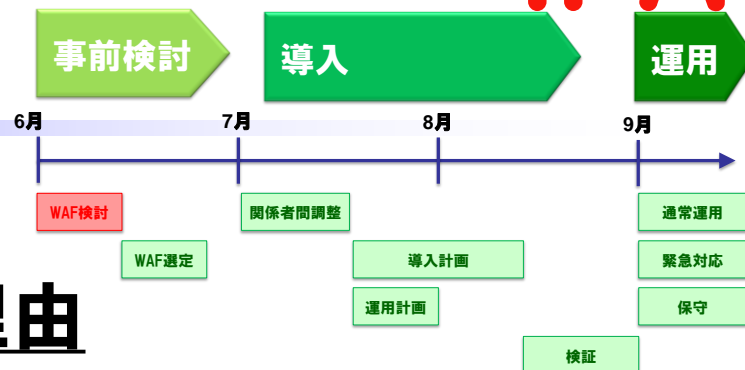 事前検討
導入
運用
6月
7月
8月
9月
WAF検討
関係者間調整
通常運用
WAF選定
導入計画
緊急対応
運用計画
保守
由
検証